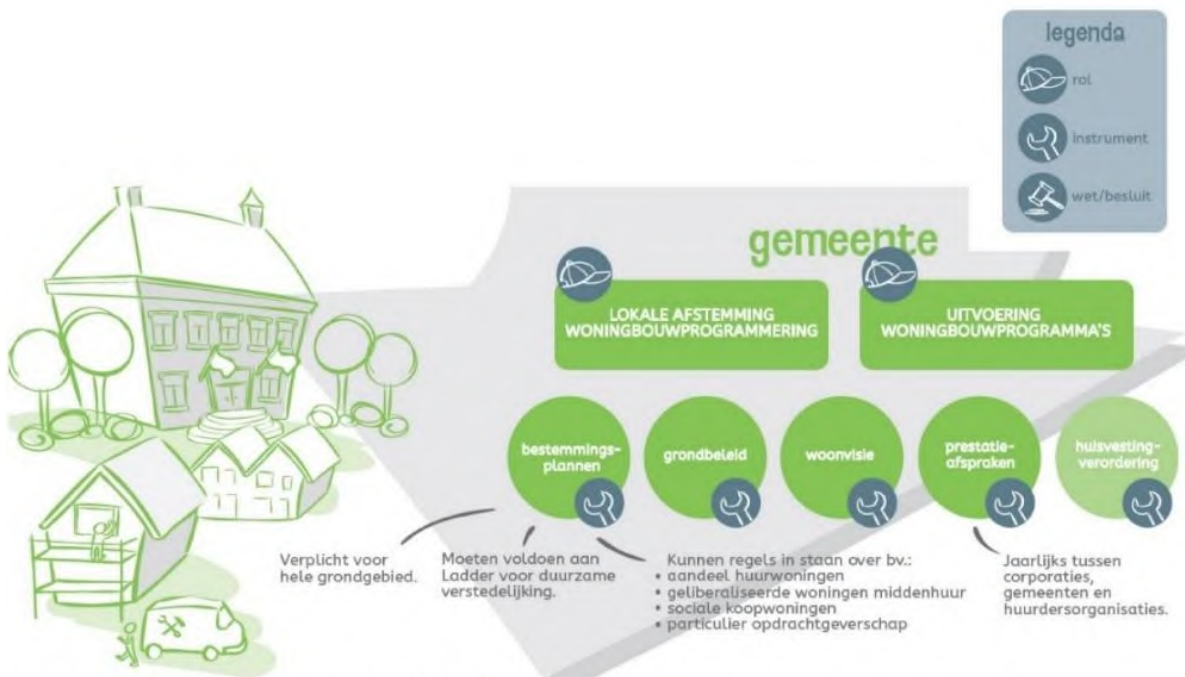 legenda
rol
instrument
wet/besluit
gemeente
LOKALE AFSTEMMING
WONINGBOUWPROGRAMMERING
UITVOERING
WONINGBOUWPROGRAMMA'S
bestemmings-
plannen
grondbeleid
woonvisie
prestatie-
afspraken
huisvesting-
verordering
Verplicht voor
hele grondgebied.
Moeten voldoen aan
Ladder voor duurzame
verstedelijking.
Kunnen regels in staan over bv.:
• aandeel huurwoningen
• geliberaliseerde woningen middenhuur
• sociale koopwoningen
• particulier opdrachtgeverschap
Jaarlijks tussen
corporaties,
gemeenten en
huurdersorganisaties.